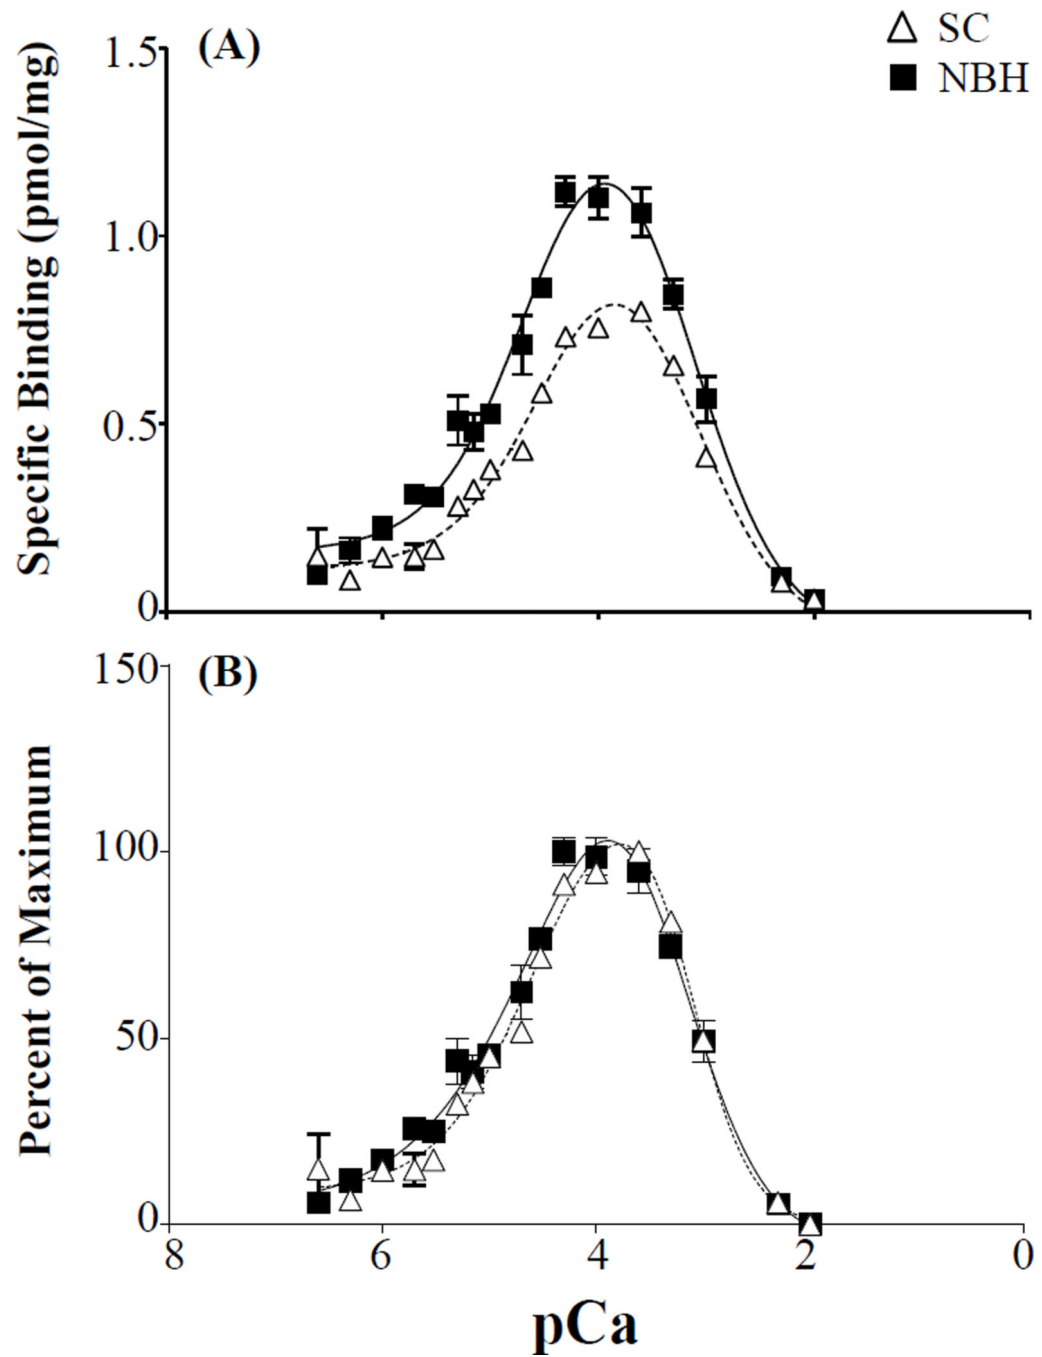 SC
NBH
(A)
Specific Binding (pmol/mg)
1.5
1.0
0.5
0
(B)
Percent of Maximum
150
100
50
0
8 6 4 2 0
pCa